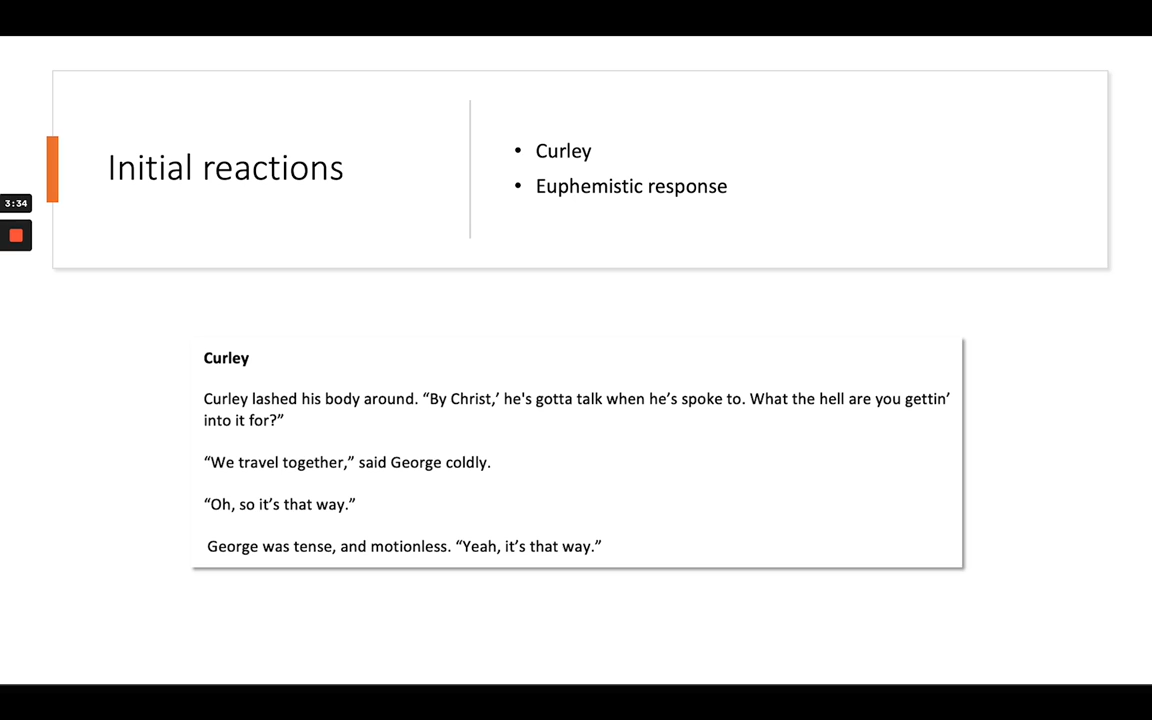 Initial reactions
• Curley
• Euphemistic response
3:34
Curley
Curley lashed his body around. “By Christ,’ he's gotta talk when he’s spoke to. What the hell are you gettin’
into it for?”
“We travel together,” said George coldly.
“Oh, so it’s that way.”
George was tense, and motionless. “Yeah, it’s that way.”